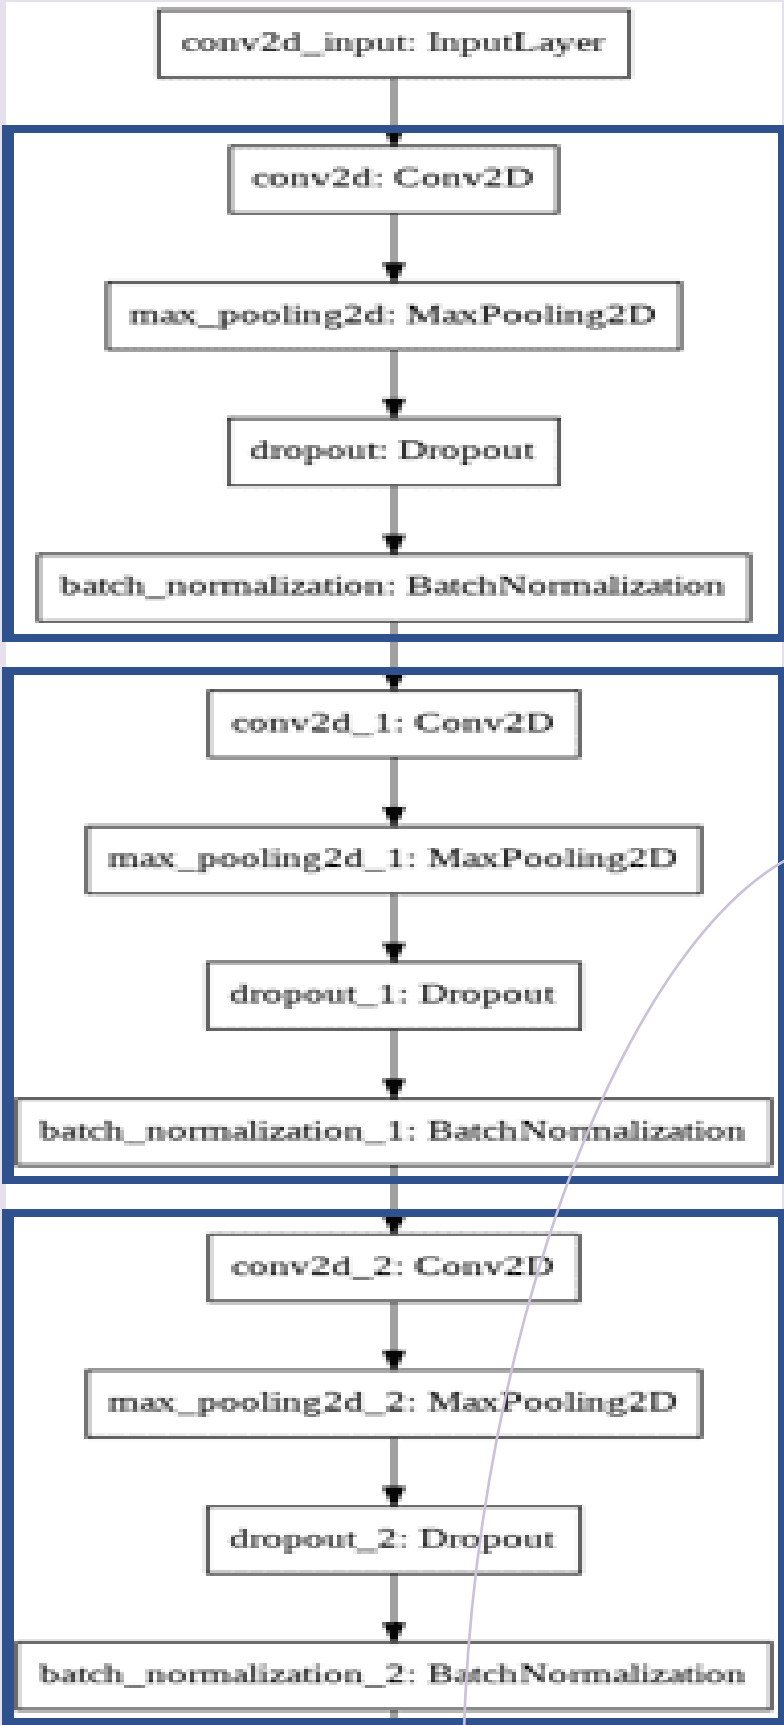 conv2d_input: InputLayer
conv2d: Conv2D
max_pooling2d: MaxPooling2D
dropout: Dropout
batch_normalization: BatchNormalization
conv2d_1: Conv2D
max_pooling2d_1: MaxPooling2D
dropout_1: Dropout
batch_normalization_1: BatchNormalization
conv2d_2: Conv2D
max_pooling2d_2: MaxPooling2D
dropout_2: Dropout
batch_normalization_2: BatchNormalization